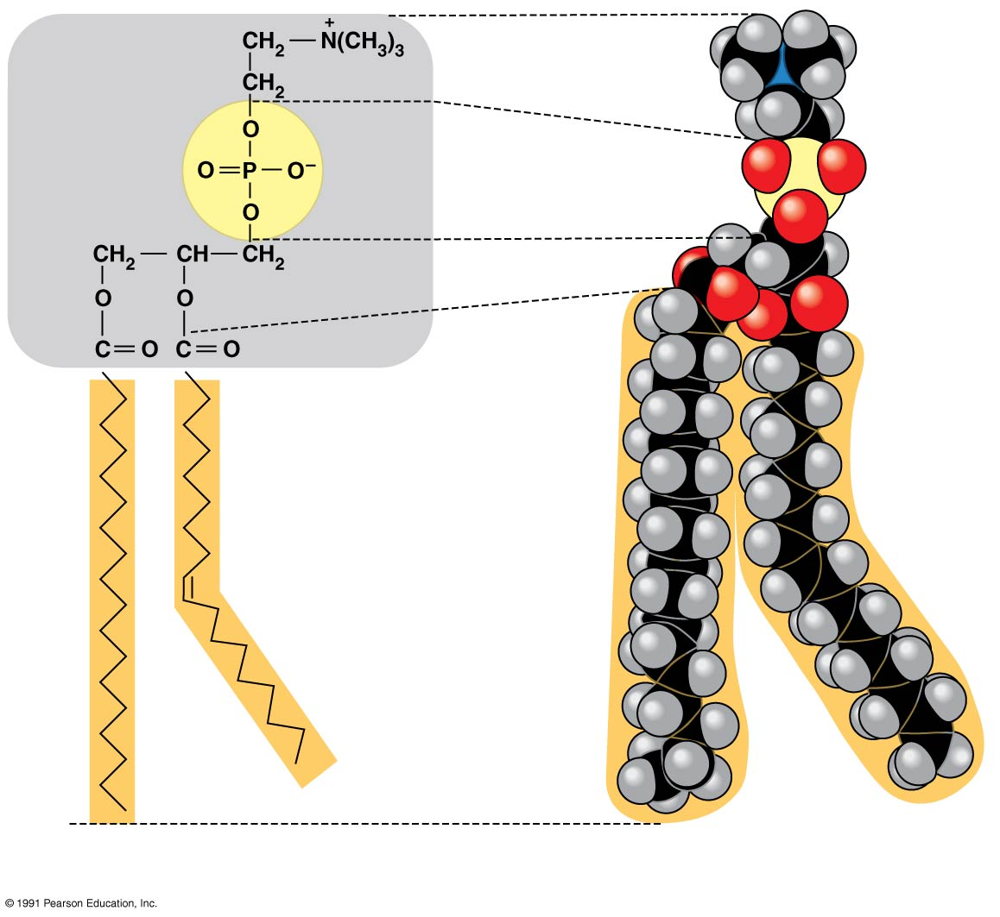 CH₂ — N⁺(CH₃)₃
CH₂
O
O=P—O⁻
O
CH₂ — CH — CH₂
O O
C=O C=O
© 1991 Pearson Education, Inc.